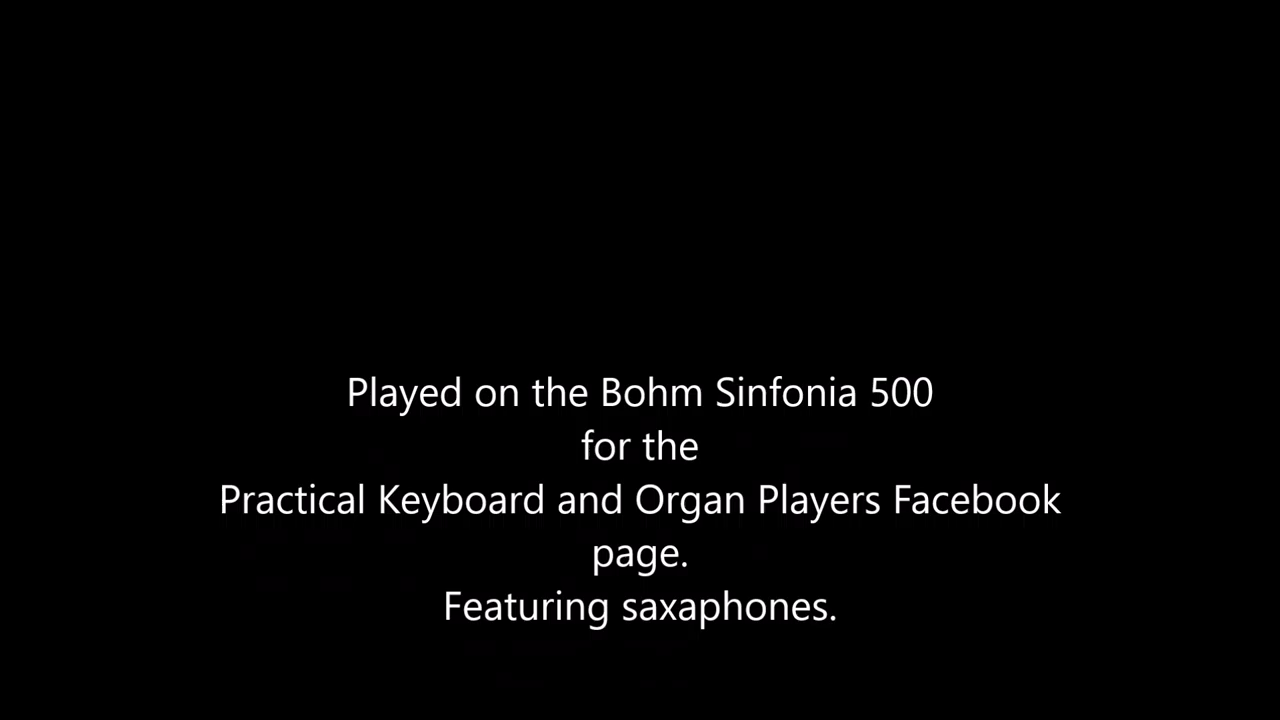 Played on the Bohm Sinfonia 500
for the
Practical Keyboard and Organ Players Facebook
page.
Featuring saxaphones.